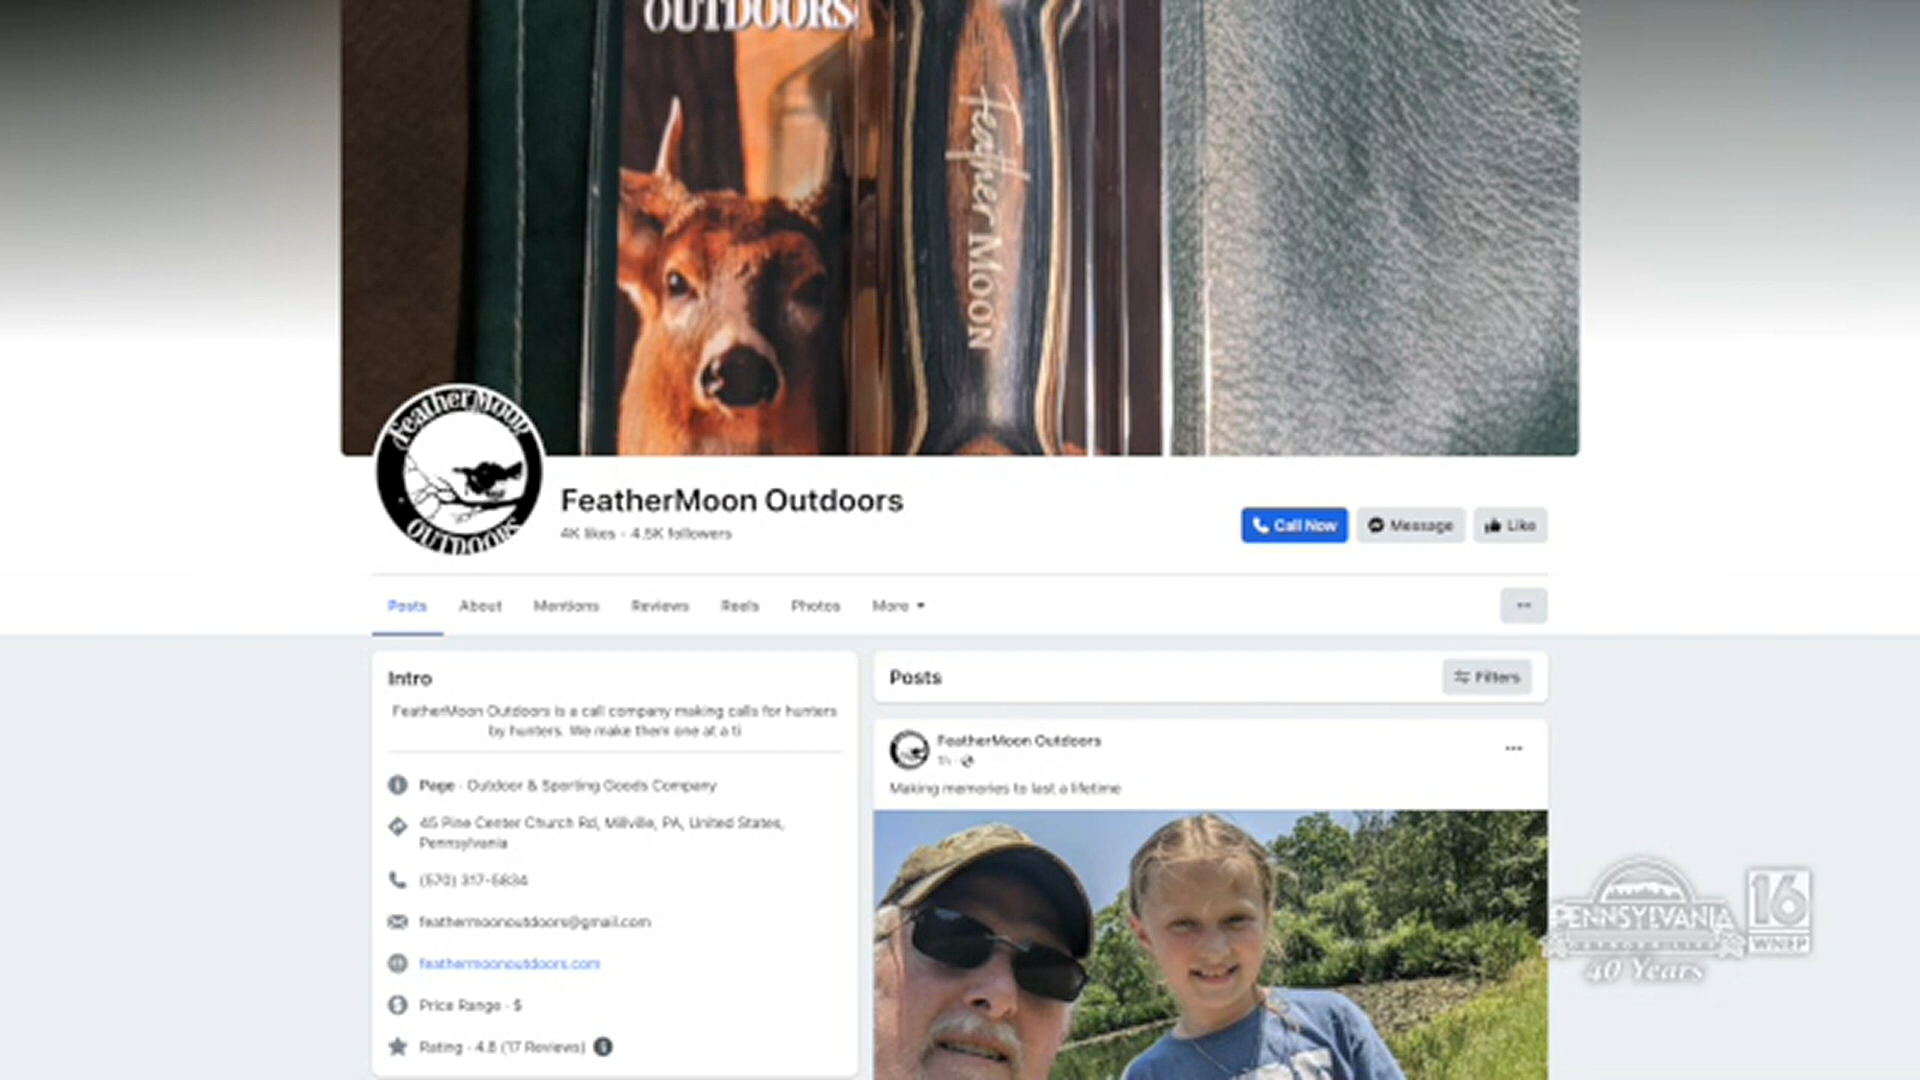 OUTDOORS
FeatherMoon
FeatherMoon
OUTDOORS
FeatherMoon Outdoors
4K likes • 4.5K followers
Call Now
Message
Like
Posts
About
Mentions
Reviews
Reels
Photos
More
Intro
FeatherMoon Outdoors is a call company making calls for hunters
by hunters. We make them one at a ti
Page · Outdoor & Sporting Goods Company
45 Pine Center Church Rd, Millville, PA, United States,
Pennsylvania
(570) 317-5834
feathermoonoutdoors@gmail.com
feathermoonoutdoors.com
Price Range · $
Rating · 4.8 (17 Reviews)
Posts
Filters
FeatherMoon Outdoors
1h
Making memories to last a lifetime
PENNSYLVANIA
40 Years
16
WNEP